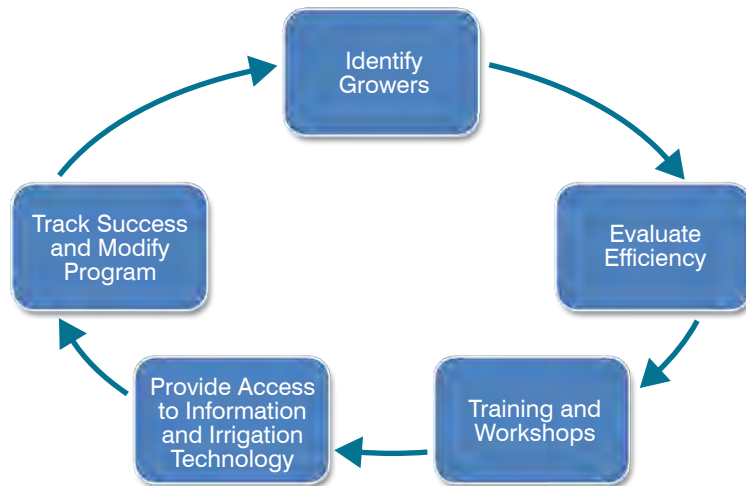 Identify
Growers
Evaluate
Efficiency
Training and
Workshops
Provide Access
to Information
and Irrigation
Technology
Track Success
and Modify
Program